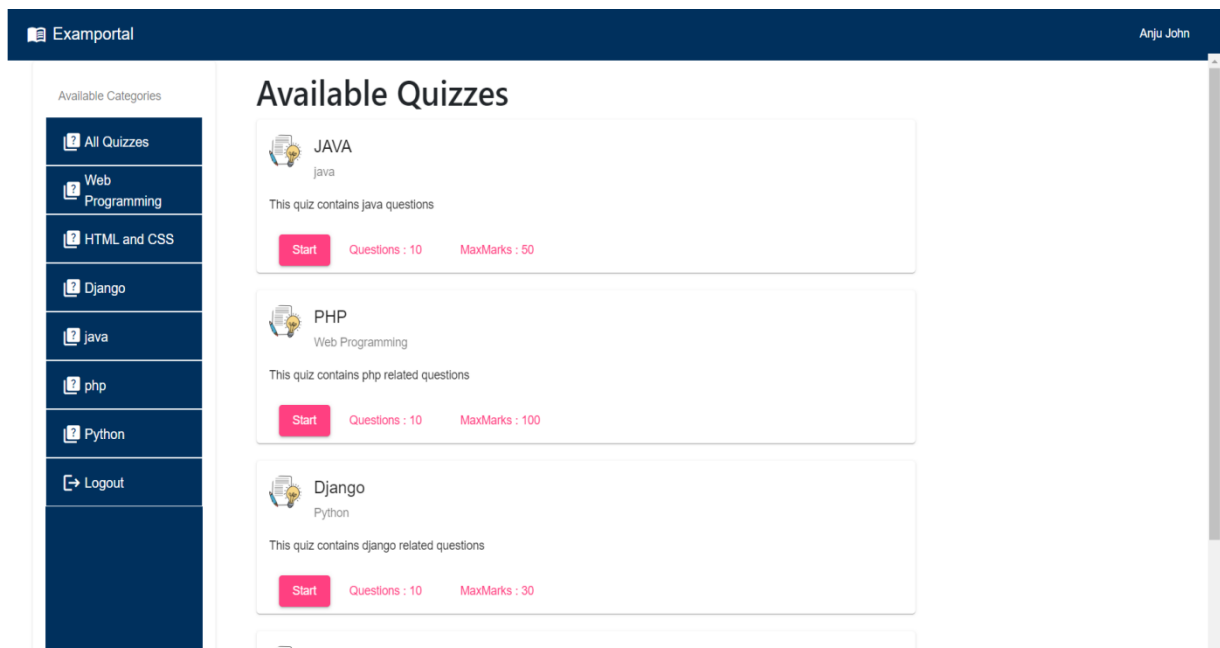 Examportal
Anju John
Available Categories
All Quizzes
Web
Programming
HTML and CSS
Django
java
php
Python
Logout
Available Quizzes
JAVA
java
This quiz contains java questions
Start Questions : 10 MaxMarks : 50
PHP
Web Programming
This quiz contains php related questions
Start Questions : 10 MaxMarks : 100
Django
Python
This quiz contains django related questions
Start Questions : 10 MaxMarks : 30